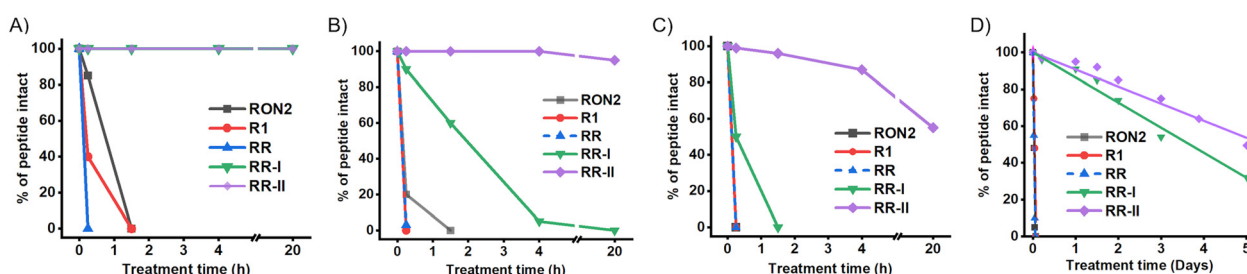 A)
% of peptide intact
100
80
60
40
20
0
RON2
R1
RR
RR-I
RR-II
0
1
2
3
4
20
Treatment time (h)
B)
% of peptide intact
100
80
60
40
20
0
RON2
R1
RR
RR-I
RR-II
0
1
2
3
4
20
Treatment time (h)
C)
% of peptide intact
100
80
60
40
20
0
RON2
R1
RR
RR-I
RR-II
0
1
2
3
4
20
Treatment time (h)
D)
% of peptide intact
100
80
60
40
20
0
RON2
R1
RR
RR-I
RR-II
0
1
2
3
4
5
Treatment time (Days)